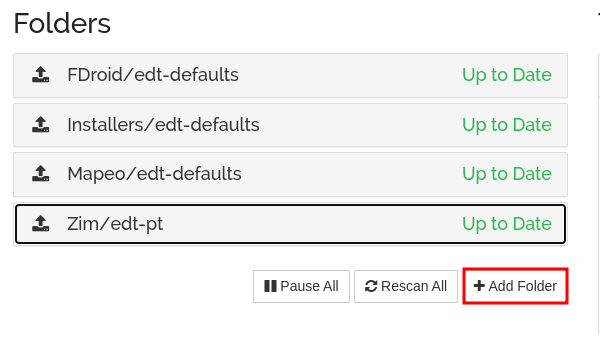 Folders
FDroid/edt-defaults Up to Date
Installers/edt-defaults Up to Date
Mapeo/edt-defaults Up to Date
Zim/edt-pt Up to Date
Pause All Rescan All Add Folder